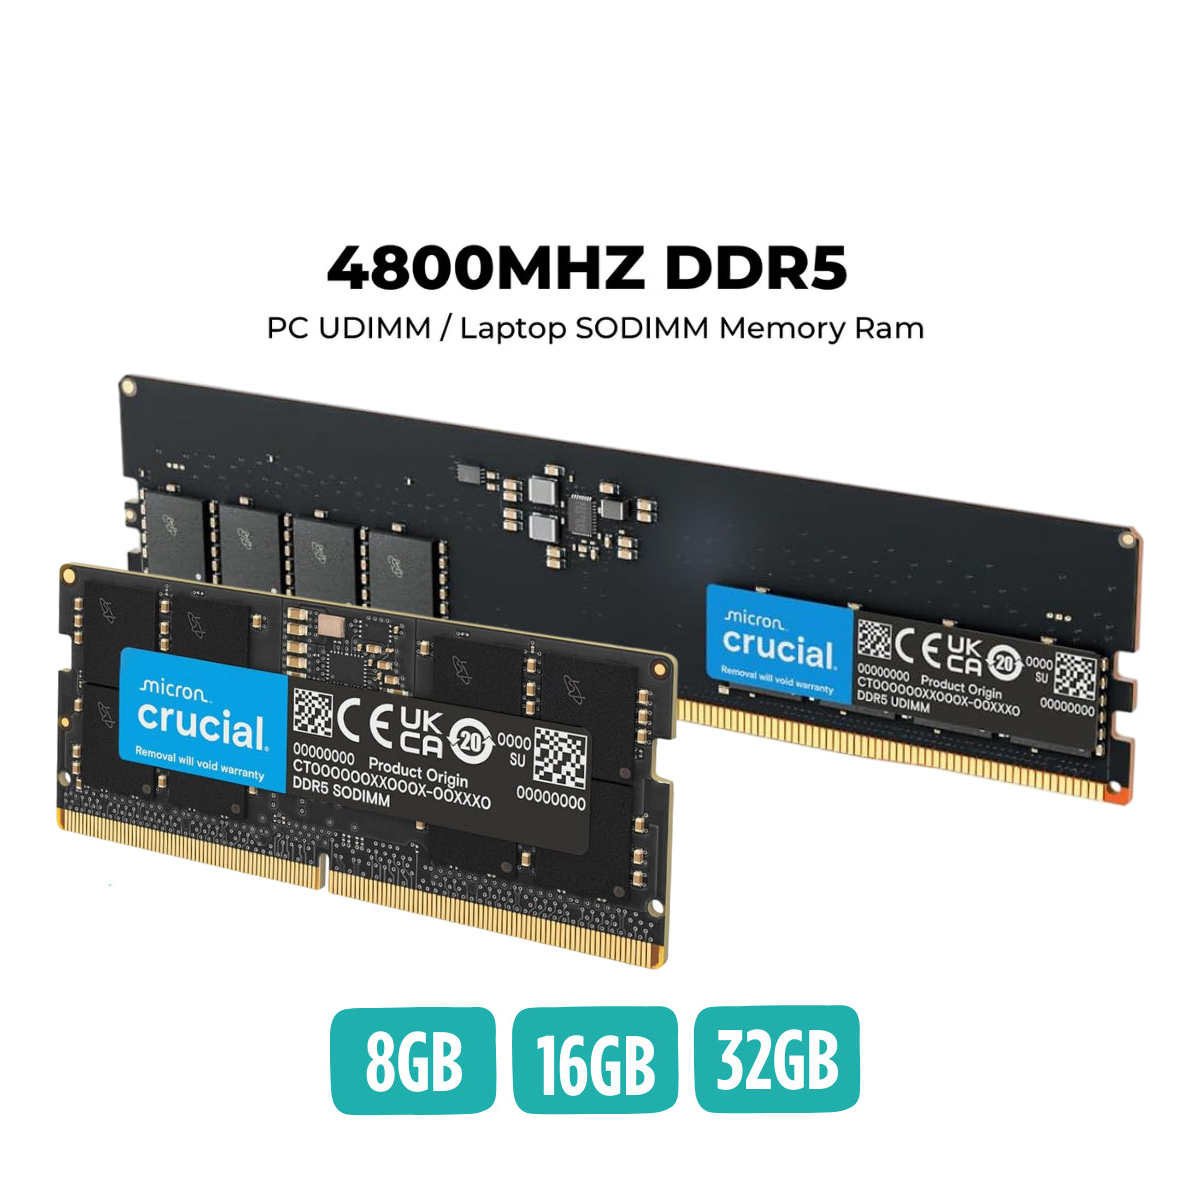 4800MHZ DDR5
PC UDIMM / Laptop SODIMM Memory Ram
micron
crucial
Removal will void warranty
CE UK CA 20
0000
SU
00000000 Product Origin
CT000000XX000X-00XXX0
DDR5 UDIMM
00000000
micron
crucial
Removal will void warranty
CE UK CA 20
0000
SU
00000000 Product Origin
CT000000XX000X-00XXX0
DDR5 SODIMM
00000000
8GB
16GB
32GB